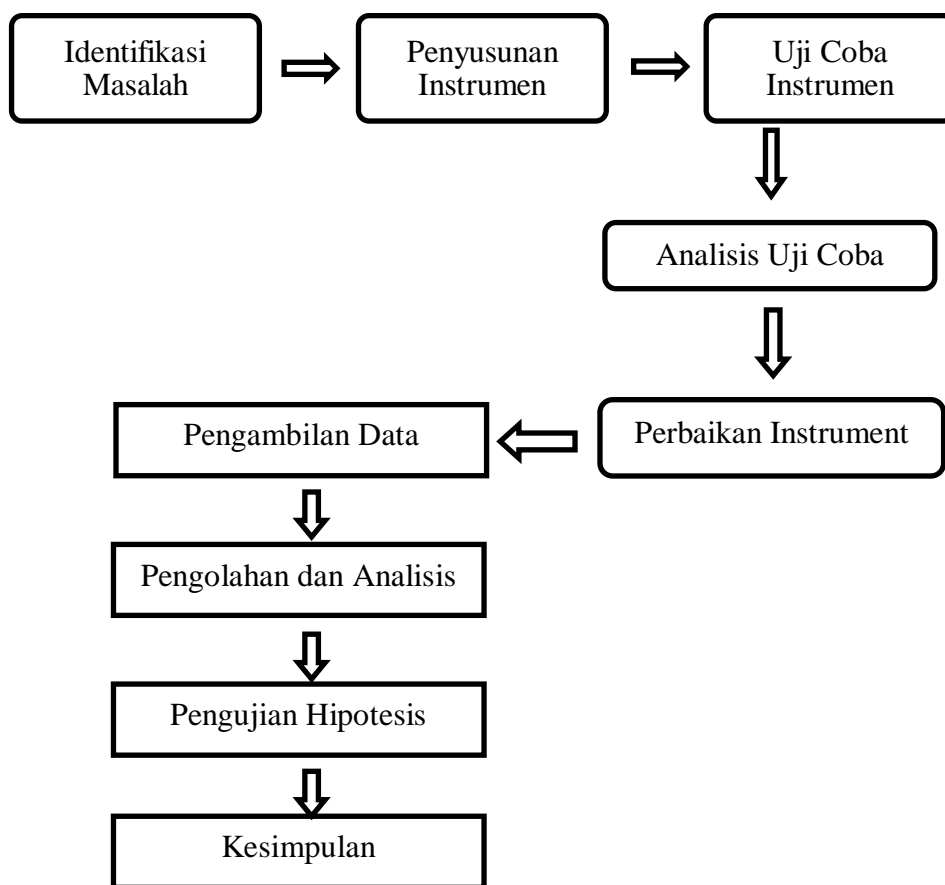 Identifikasi
Masalah
Penyusunan
Instrumen
Uji Coba
Instrumen
Analisis Uji Coba
Perbaikan Instrument
Pengambilan Data
Pengolahan dan Analisis
Pengujian Hipotesis
Kesimpulan